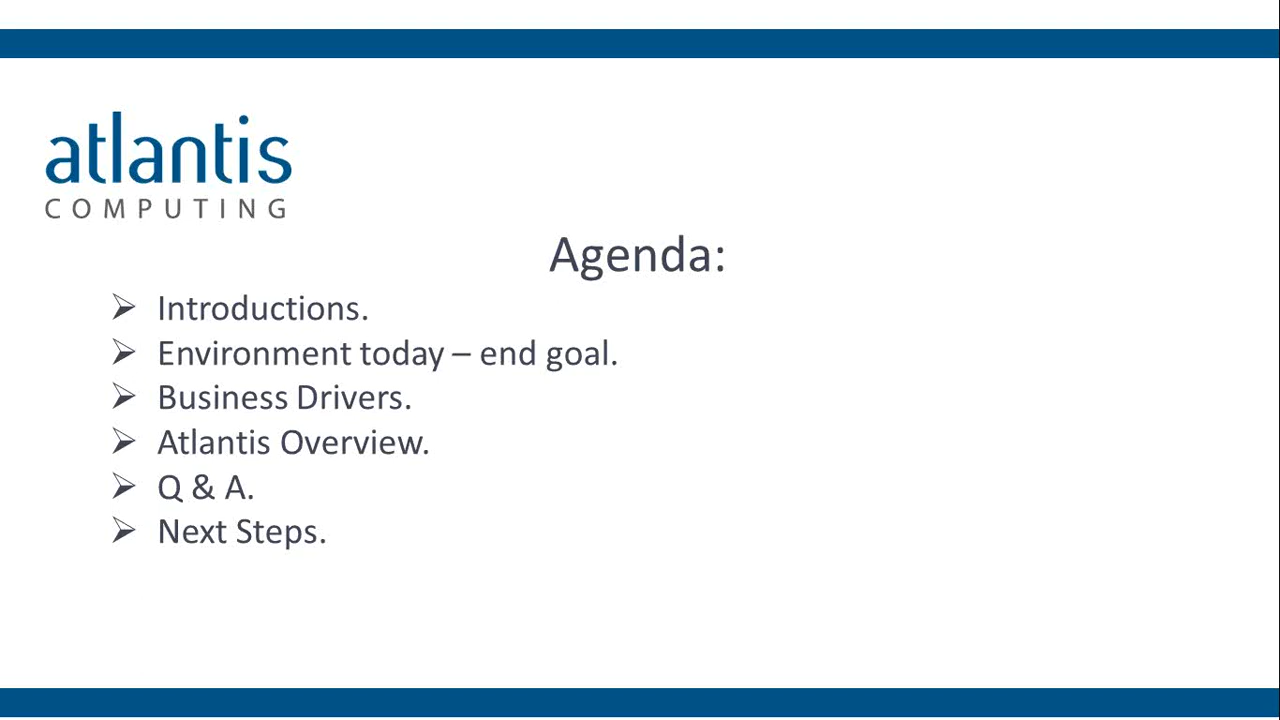 atlantis
COMPUTING
Agenda:
➢ Introductions.
➢ Environment today – end goal.
➢ Business Drivers.
➢ Atlantis Overview.
➢ Q & A.
➢ Next Steps.